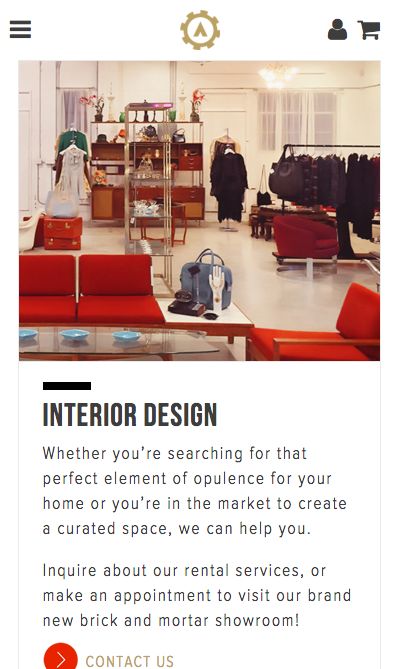 INTERIOR DESIGN
Whether you're searching for that
perfect element of opulence for your
home or you're in the market to create
a curated space, we can help you.
Inquire about our rental services, or
make an appointment to visit our brand
new brick and mortar showroom!
CONTACT US